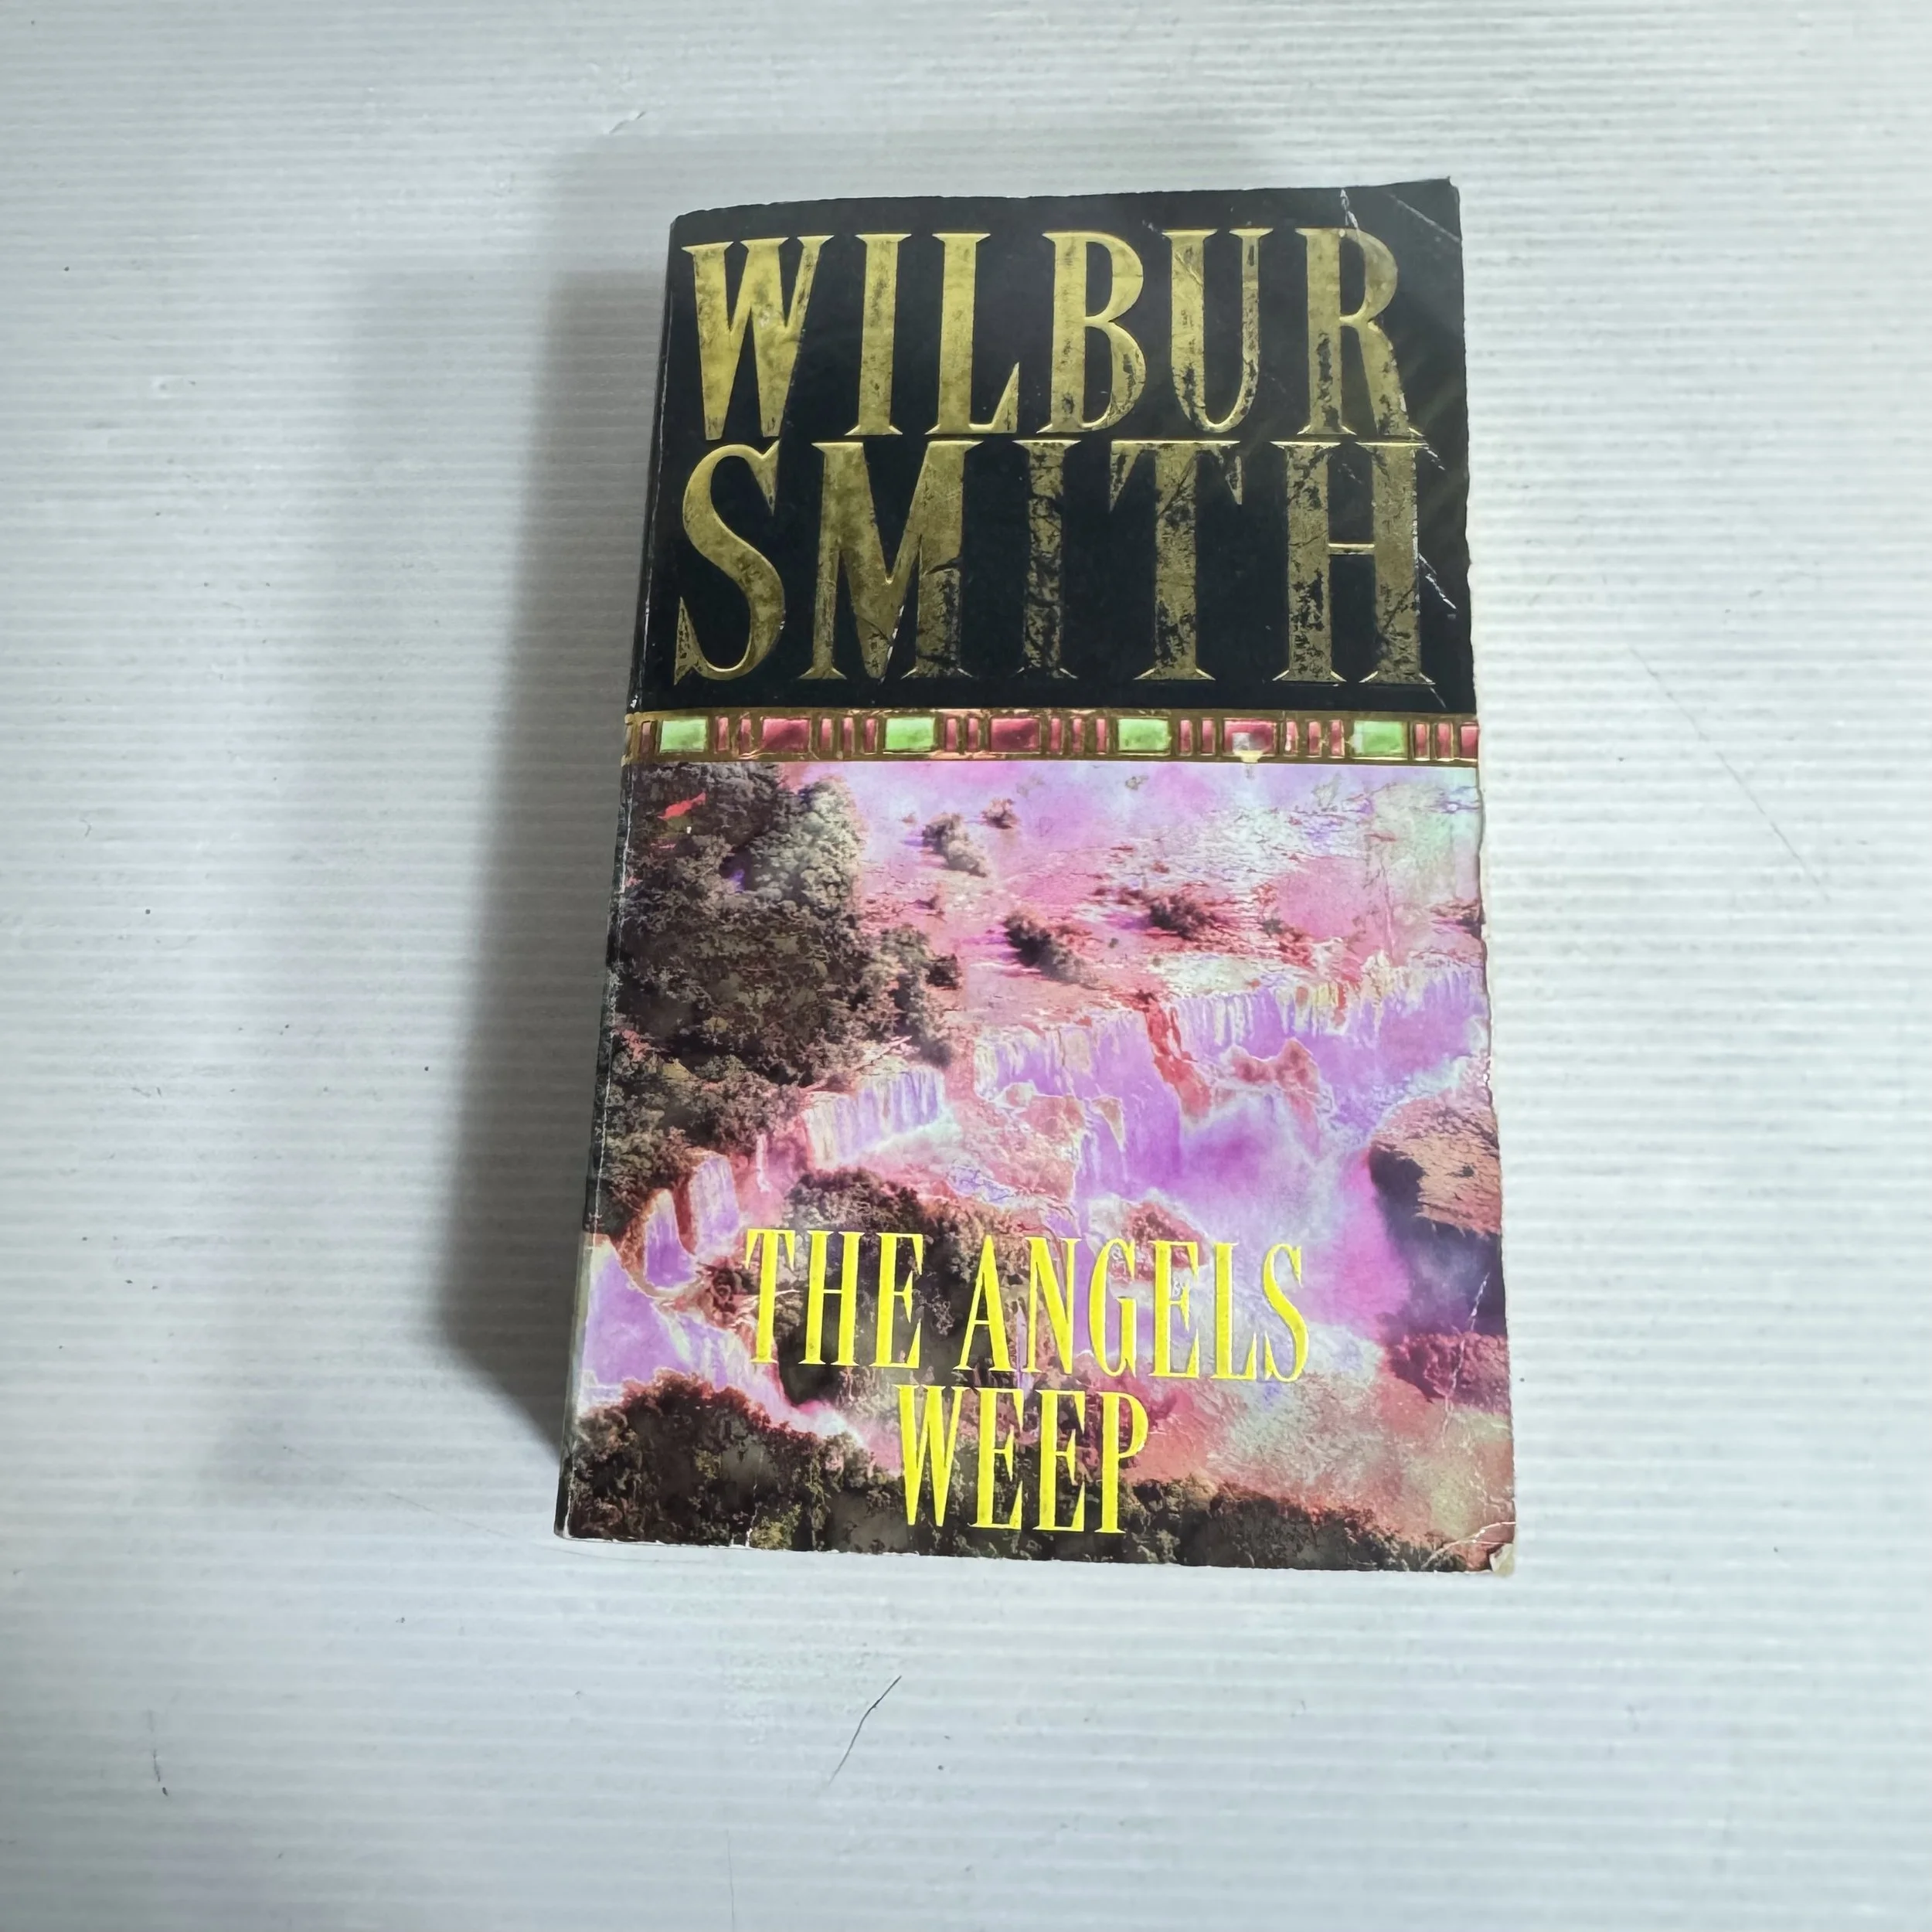 WILBUR
SMITH
THE ANGELS
WEEP